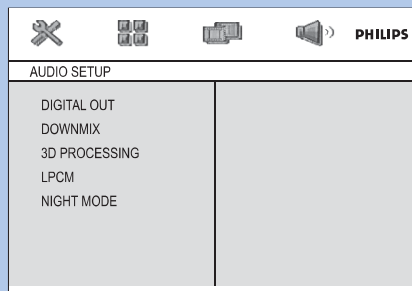 PHILIPS
AUDIO SETUP
DIGITAL OUT
DOWNMIX
3D PROCESSING
LPCM
NIGHT MODE